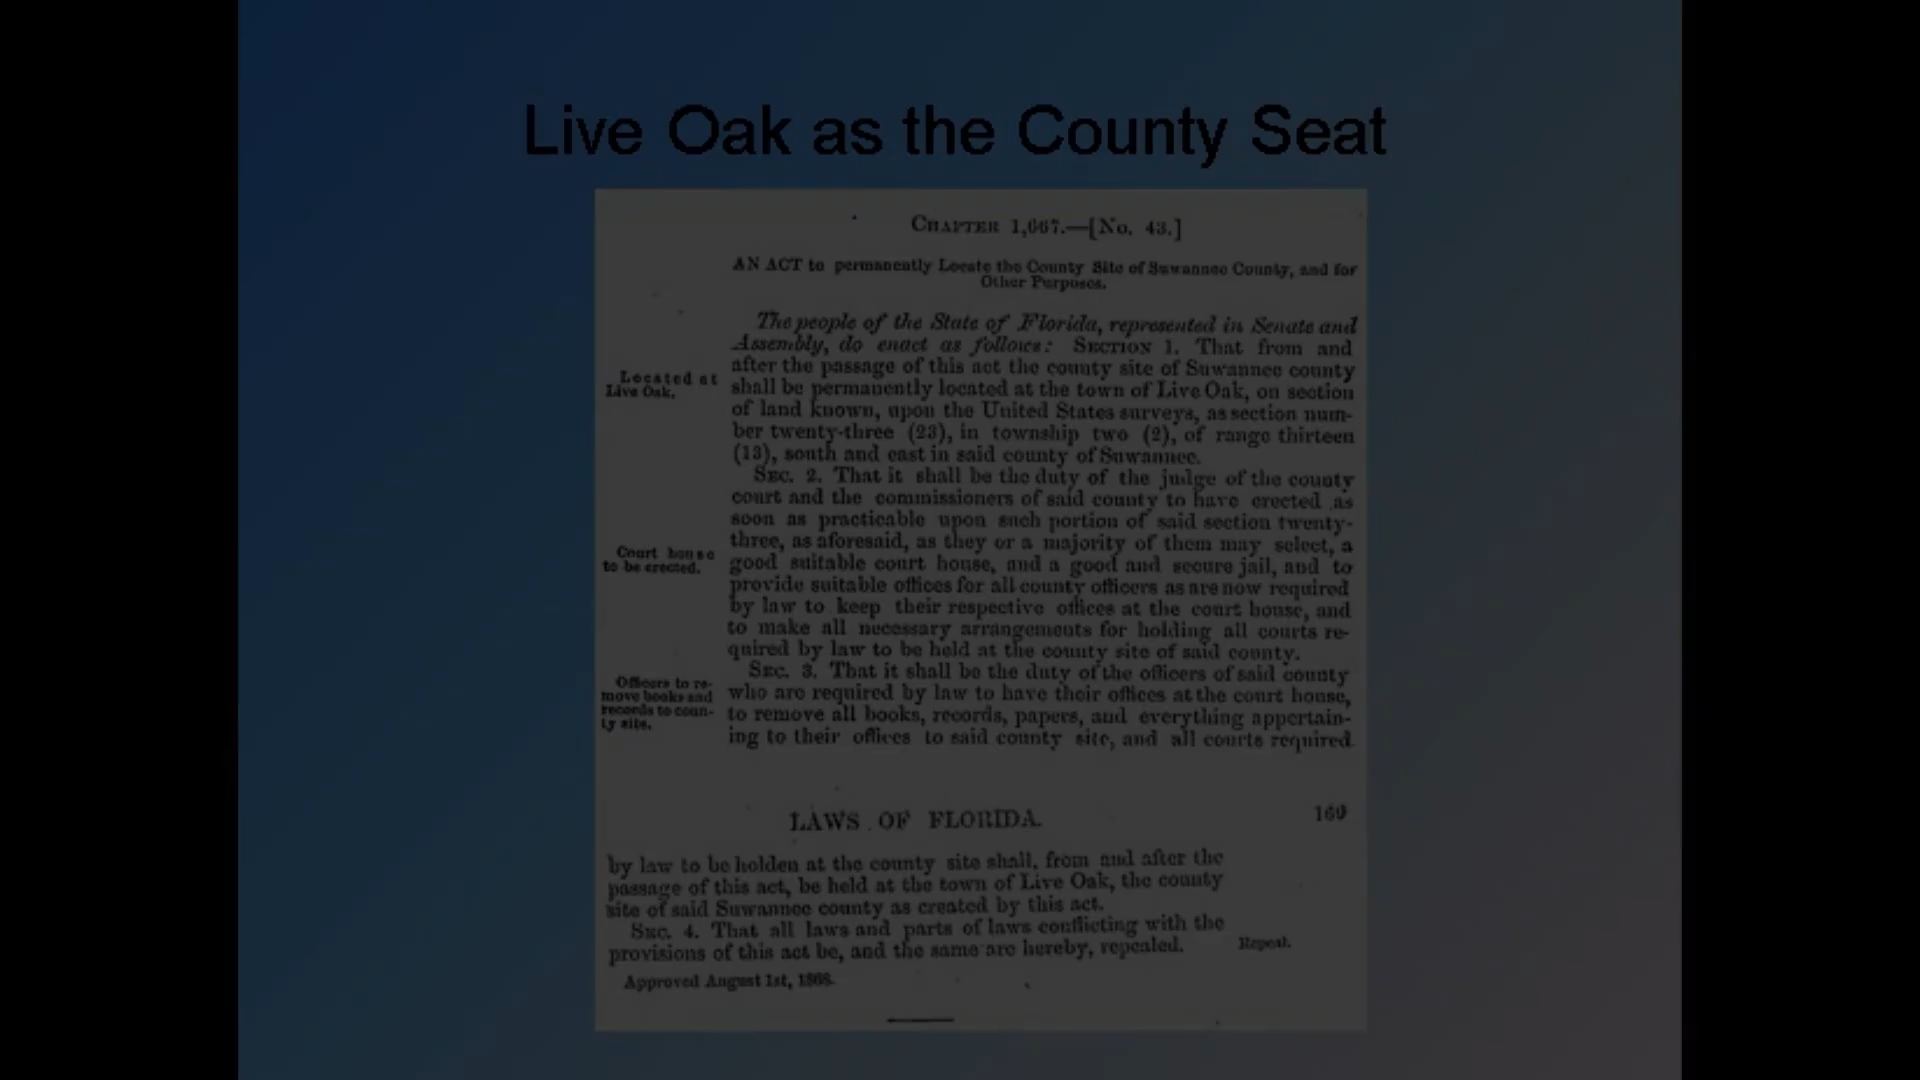 Live Oak as the County Seat
CHAPTER 1,667.—[No. 43.]
AN ACT to permanently Locate the County Site of Suwannee County, and for
Other Purposes.
The people of the State of Florida, represented in Senate and
Assembly, do enact as follows: SECTION 1. That from and
after the passage of this act the county site of Suwannee county
Located at
Live Oak.
shall be permanently located at the town of Live Oak, on section
of land known, upon the United States surveys, as section num-
ber twenty-three (23), in township two (2), of range thirteen
(13), south and east in said county of Suwannee.
SEC. 2. That it shall be the duty of the judge of the county
court and the commissioners of said county to have erected as
soon as practicable upon such portion of said section twenty-
three, as aforesaid, as they or a majority of them may select, a
Court house
to be erected.
good suitable court house, and a good and secure jail, and to
provide suitable offices for all county officers as are now required
by law to keep their respective offices at the court house, and
to make all necessary arrangements for holding all courts re-
quired by law to be held at the county site of said county.
SEC. 3. That it shall be the duty of the officers of said county
Officers to re-
move books and
records to coun-
ty site.
who are required by law to have their offices at the court house,
to remove all books, records, papers, and everything appertain-
ing to their offices to said county site, and all courts required
LAWS OF FLORIDA. 169
by law to be holden at the county site shall, from and after the
passage of this act, be held at the town of Live Oak, the county
site of said Suwannee county as created by this act.
SEC. 4. That all laws and parts of laws conflicting with the
provisions of this act be, and the same are hereby, repealed.
Repeal.
Approved August 1st, 1868.